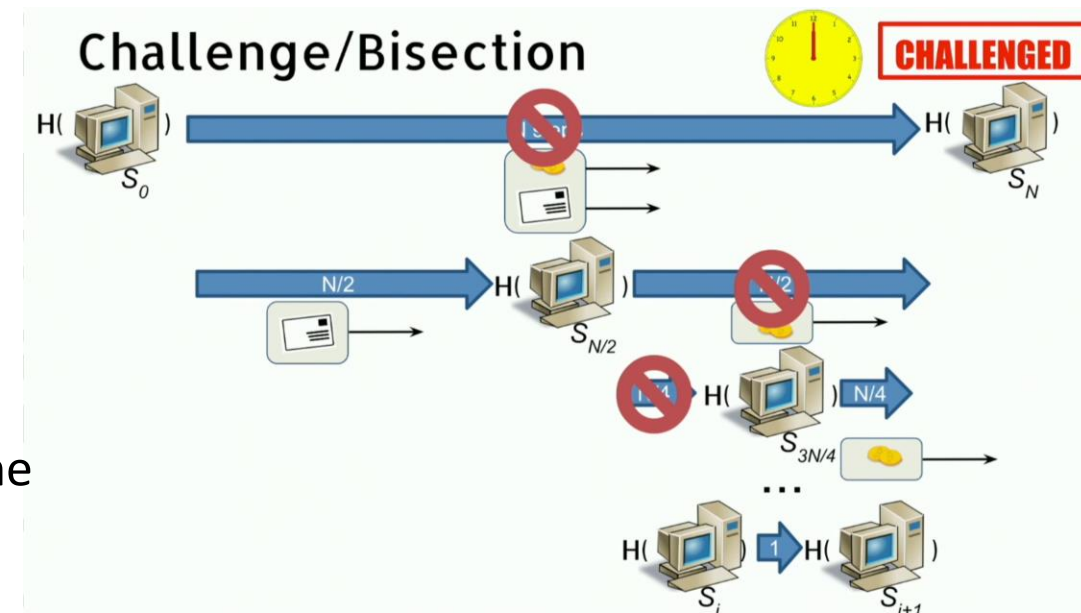 Challenge/Bisection
CHALLENGED
H( ) H( )
S0 SN
N/2 H( )
SN/2
H( ) N/4
S3N/4
ne
...
H( ) 1 H( )
Si Si+1